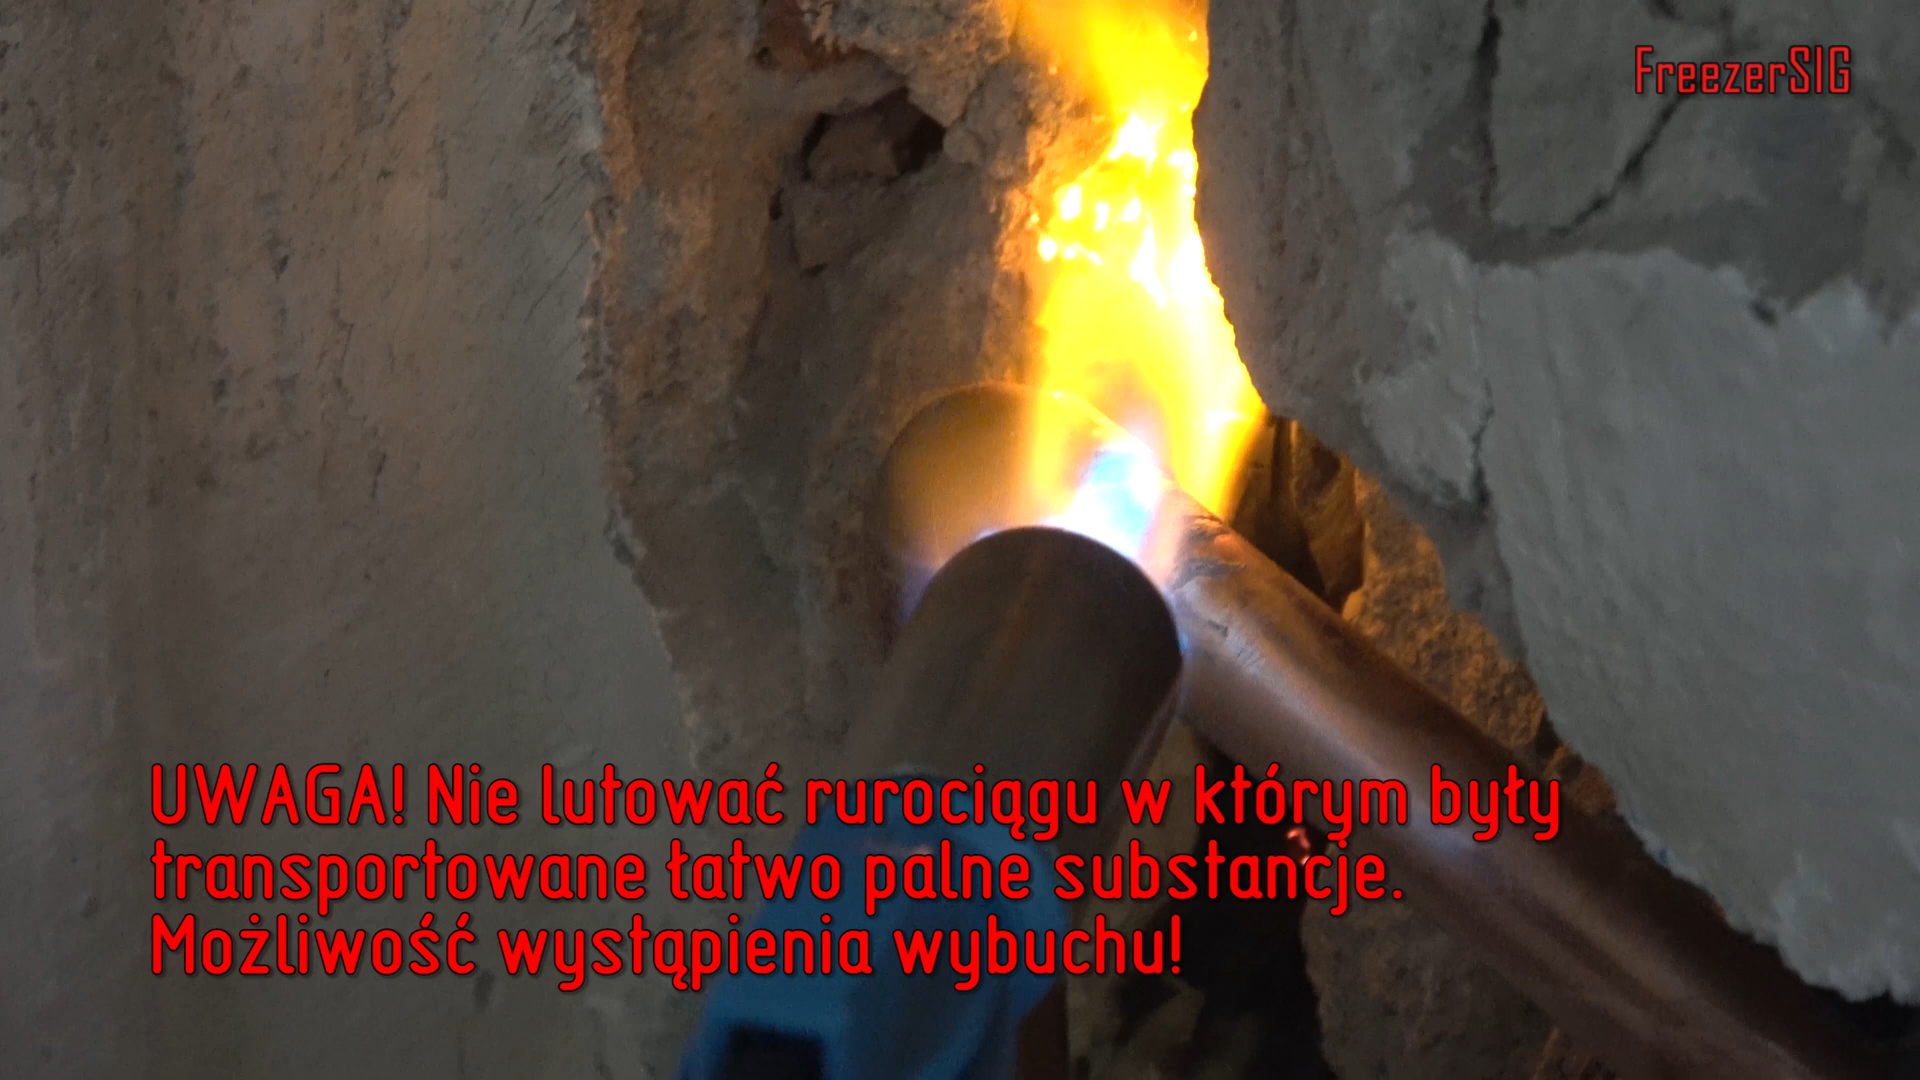 FreezerSIG
UWAGA! Nie lutować rurociągu w którym były
transportowane łatwo palne substancje.
Możliwość wystąpienia wybuchu!